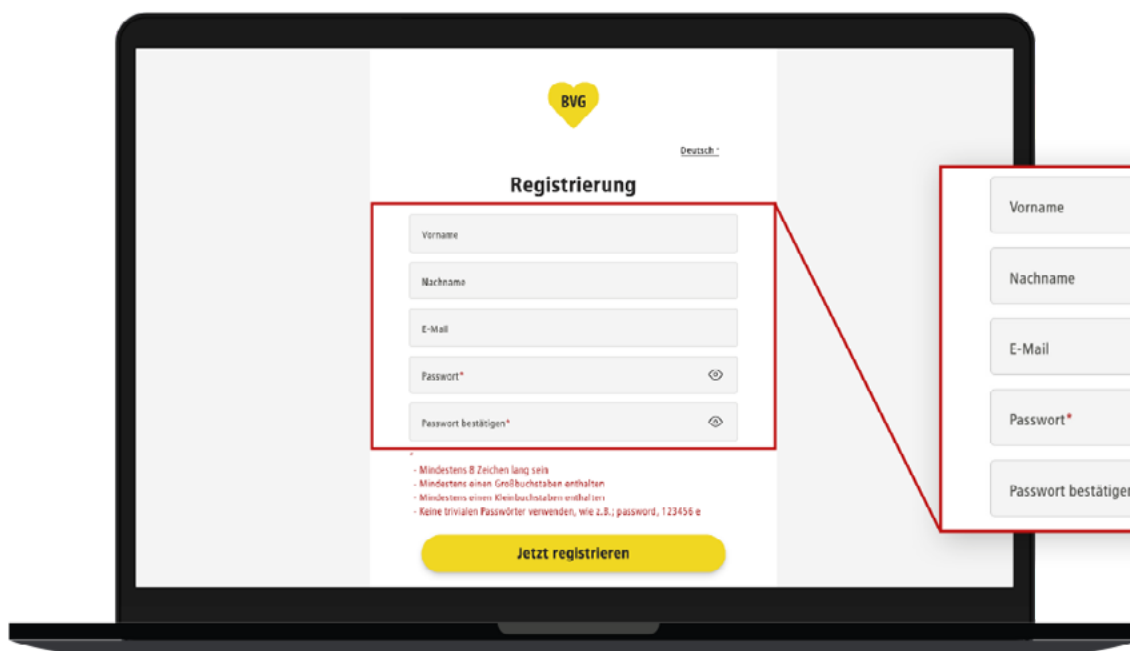 BVG
Deutsch
Registrierung
Vorname
Nachname
E-Mail
Passwort*
Passwort bestätigen*
*
- Mindestens 8 Zeichen lang sein
- Mindestens einen Großbuchstaben enthalten
- Mindestens einen Kleinbuchstaben enthalten
- Keine trivialen Passwörter verwenden, wie z.B.; password, 123456 e
Jetzt registrieren
Vorname
Nachname
E-Mail
Passwort*
Passwort bestätigen